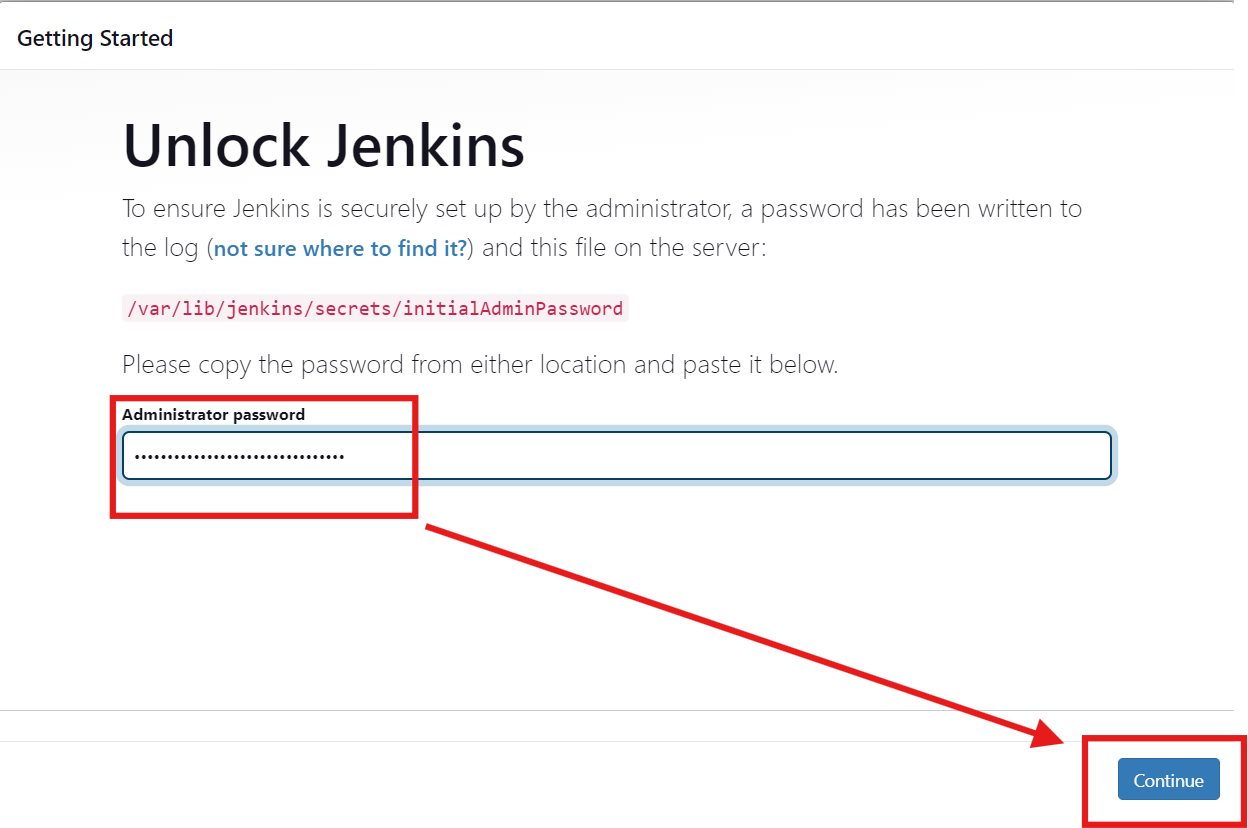 Getting Started
Unlock Jenkins
To ensure Jenkins is securely set up by the administrator, a password has been written to
the log (not sure where to find it?) and this file on the server:
/var/lib/jenkins/secrets/initialAdminPassword
Please copy the password from either location and paste it below.
Administrator password
••••••••••••••••••••••••••••••••
Continue